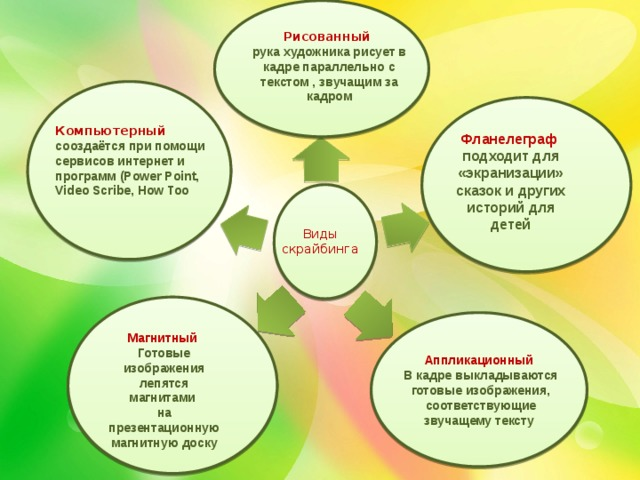 Рисованный
рука художника рисует в
кадре параллельно с
текстом , звучащим за
кадром
Компьютерный
сооздаётся при помощи
сервисов интернет и
программ (Power Point,
Video Scribe, How Too
Фланелеграф
подходит для
«экранизации»
сказок и других
историй для
детей
Виды
скрайбинга
Магнитный
Готовые
изображения
лепятся
магнитами
на
презентационную
магнитную доску
Аппликационный
В кадре выкладываются
готовые изображения,
соответствующие
звучащему тексту